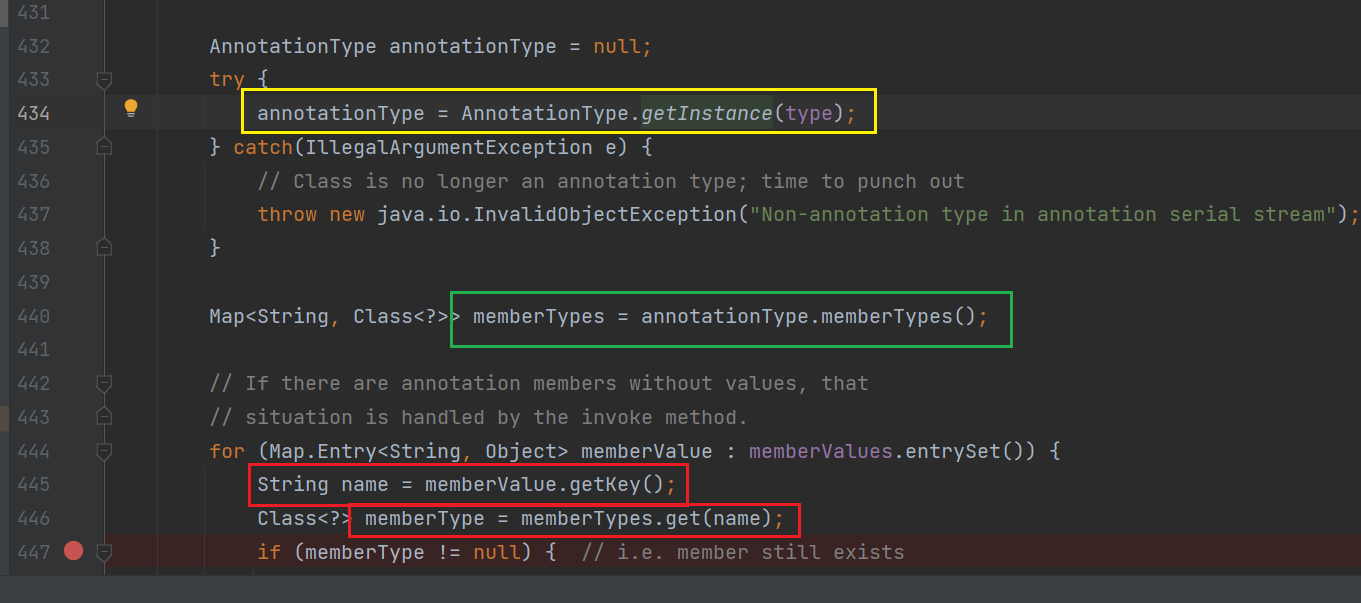 431
432 AnnotationType annotationType = null;
433 try {
434 annotationType = AnnotationType.getInstance(type);
435 } catch(IllegalArgumentException e) {
436 // Class is no longer an annotation type; time to punch out
437 throw new java.io.InvalidObjectException("Non-annotation type in annotation serial stream");
438 }
439
440 Map<String, Class<?>> memberTypes = annotationType.memberTypes();
441
442 // If there are annotation members without values, that
443 // situation is handled by the invoke method.
444 for (Map.Entry<String, Object> memberValue : memberValues.entrySet()) {
445 String name = memberValue.getKey();
446 Class<?> memberType = memberTypes.get(name);
447 if (memberType != null) {  // i.e. member still exists